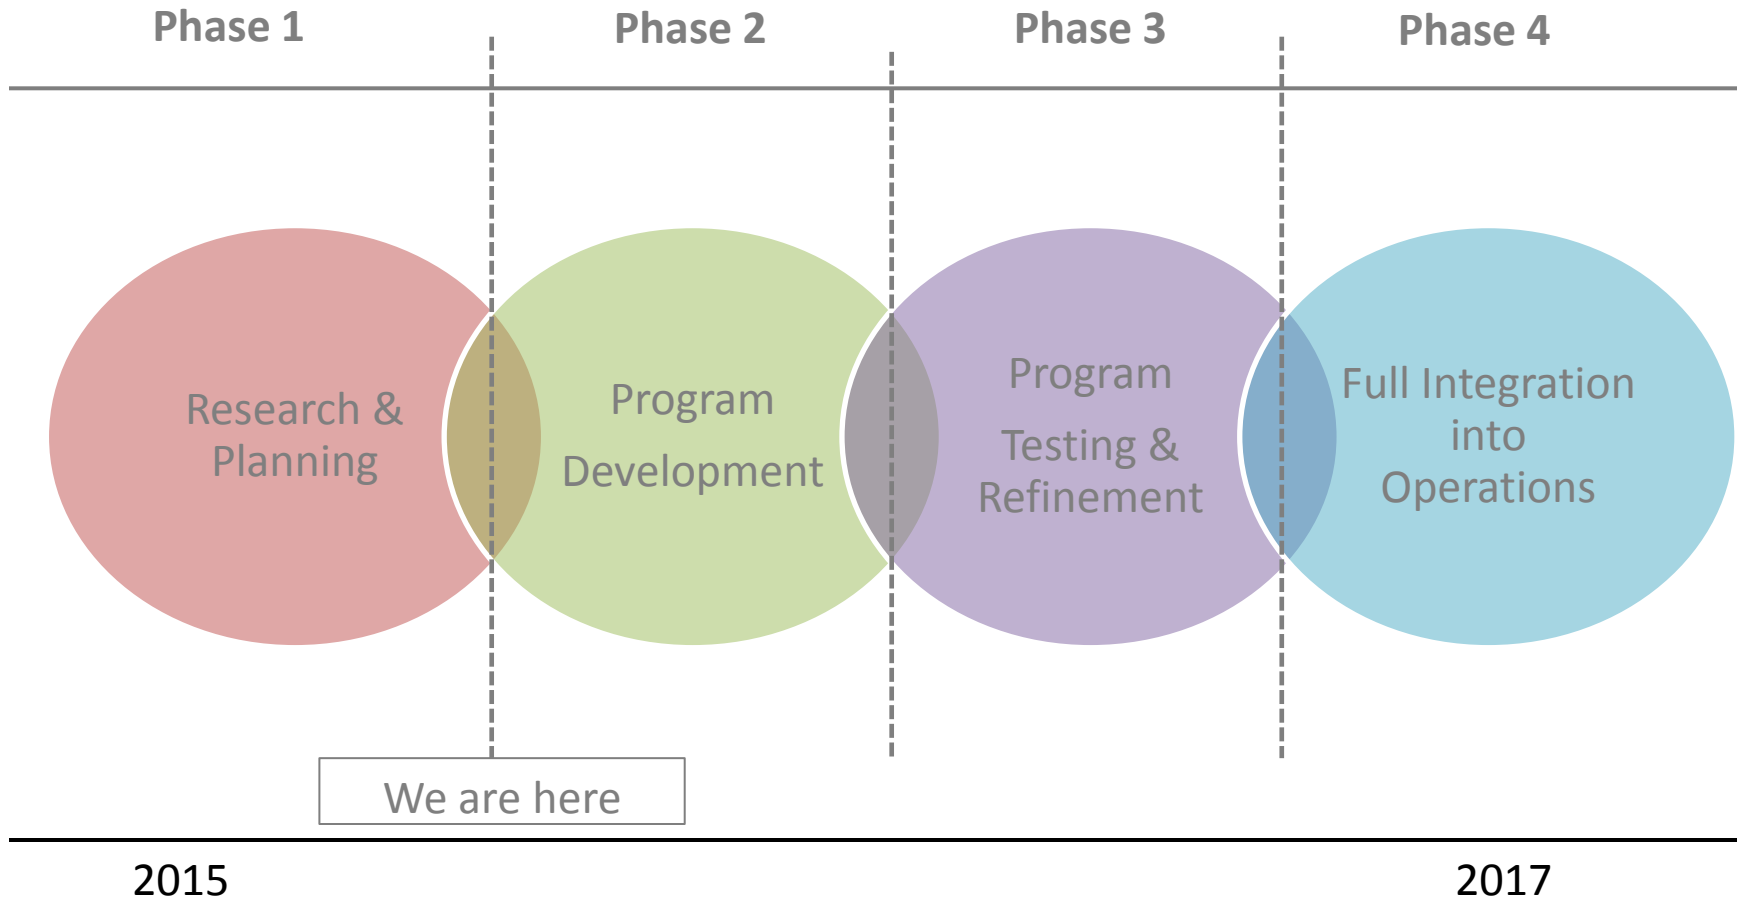 Phase 1
Phase 2
Phase 3
Phase 4
Research &
Planning
Program
Development
Program
Testing &
Refinement
Full Integration
into
Operations
We are here
2015
2017